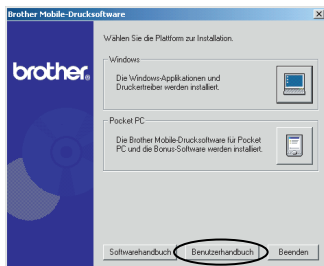 Brother Mobile-Drucksoftware
Wählen Sie die Plattform zur Installation.
brother®
Windows
Die Windows-Applikationen und
Druckertreiber werden installiert.
Pocket PC
Die Brother Mobile-Drucksoftware für Pocket
PC und die Bonus-Software werden installiert.
Softwarehandbuch Benutzerhandbuch Beenden